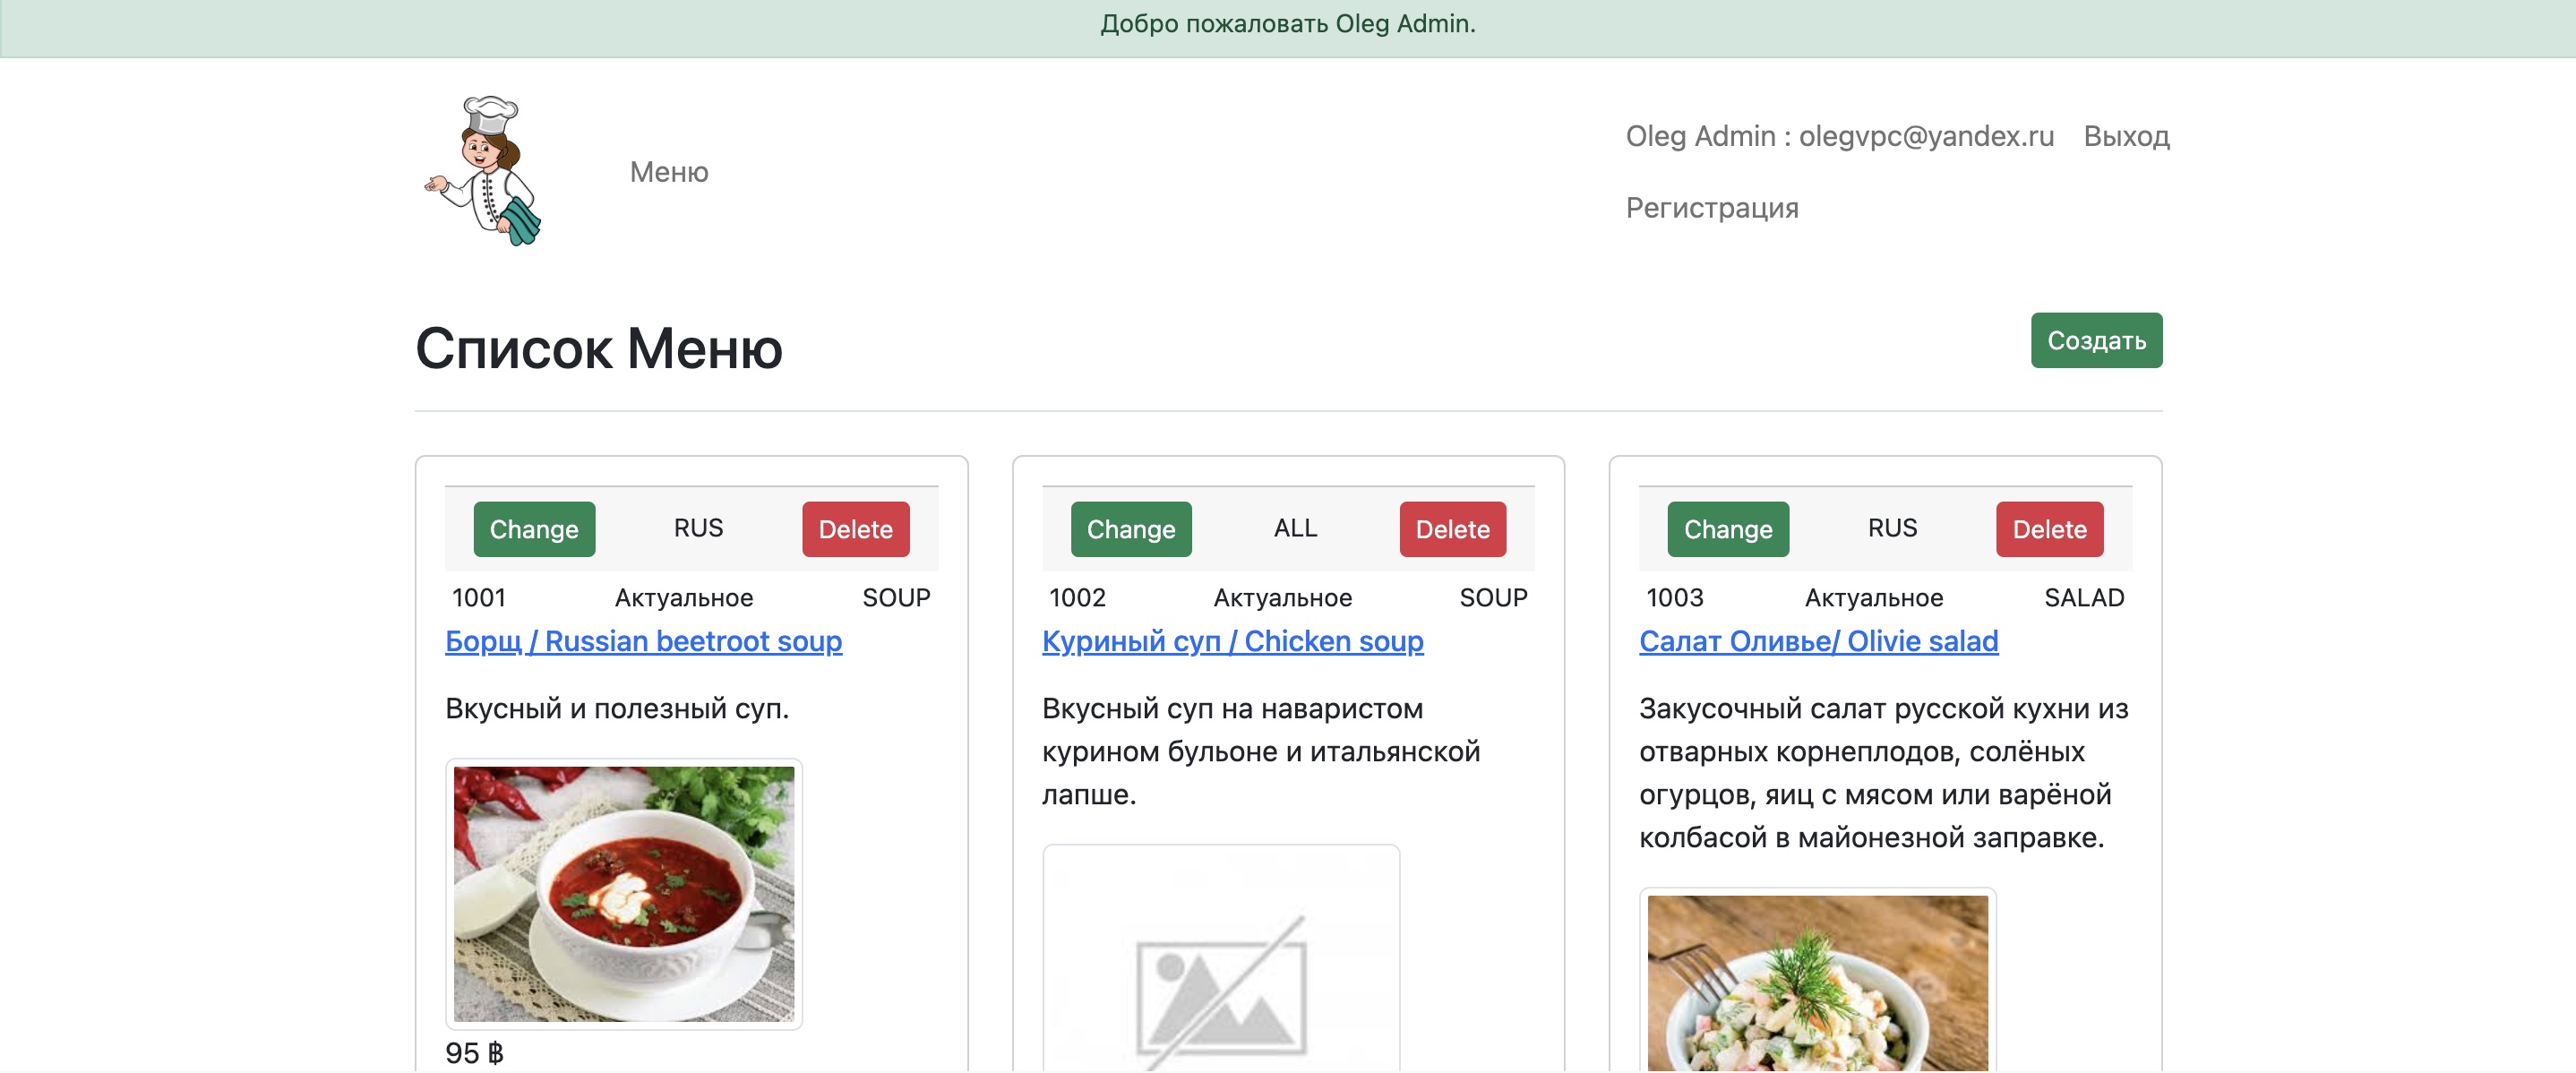 Добро пожаловать Oleg Admin.
Меню
Oleg Admin : olegvpc@yandex.ru Выход
Регистрация
Список Меню
Создать
Change RUS Delete
1001 Актуальное SOUP
Борщ / Russian beetroot soup
Вкусный и полезный суп.
95 ฿
Change ALL Delete
1002 Актуальное SOUP
Куриный суп / Chicken soup
Вкусный суп на наваристом
курином бульоне и итальянской
лапше.
Change RUS Delete
1003 Актуальное SALAD
Салат Оливье/ Olivie salad
Закусочный салат русской кухни из
отварных корнеплодов, солёных
огурцов, яиц с мясом или варёной
колбасой в майонезной заправке.